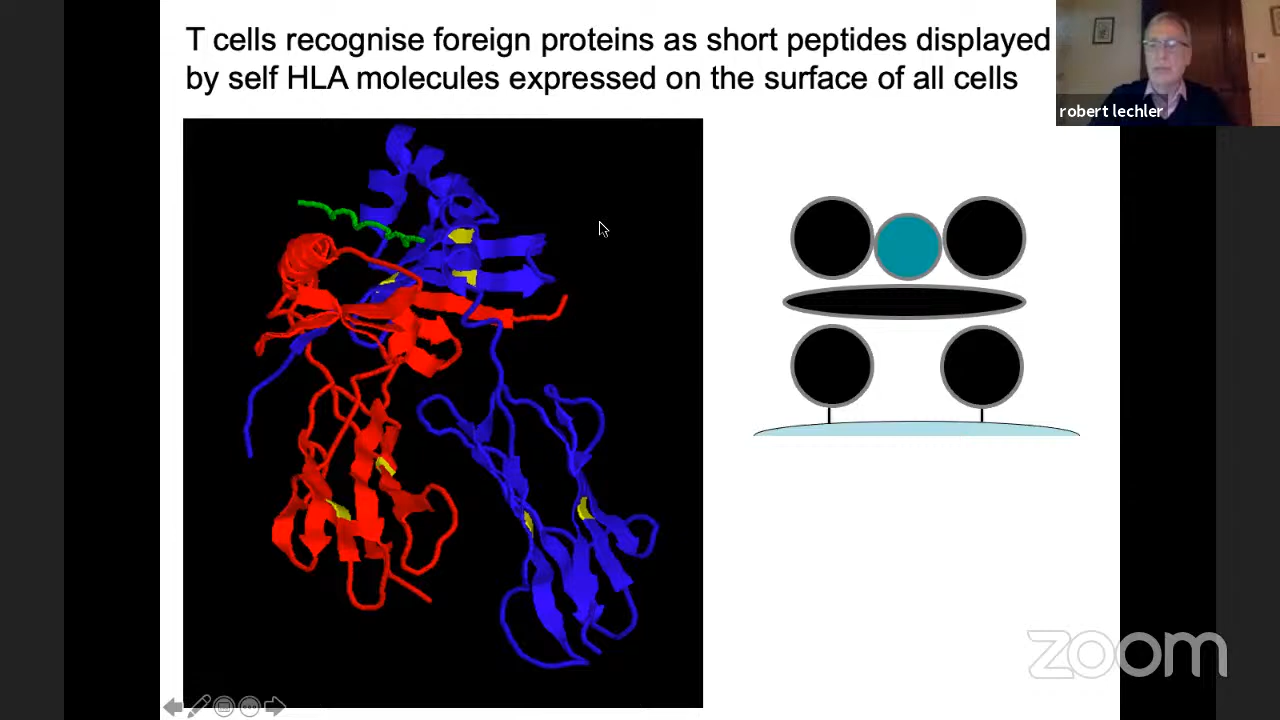 T cells recognise foreign proteins as short peptides displayed
by self HLA molecules expressed on the surface of all cells
robert lechler
zoom